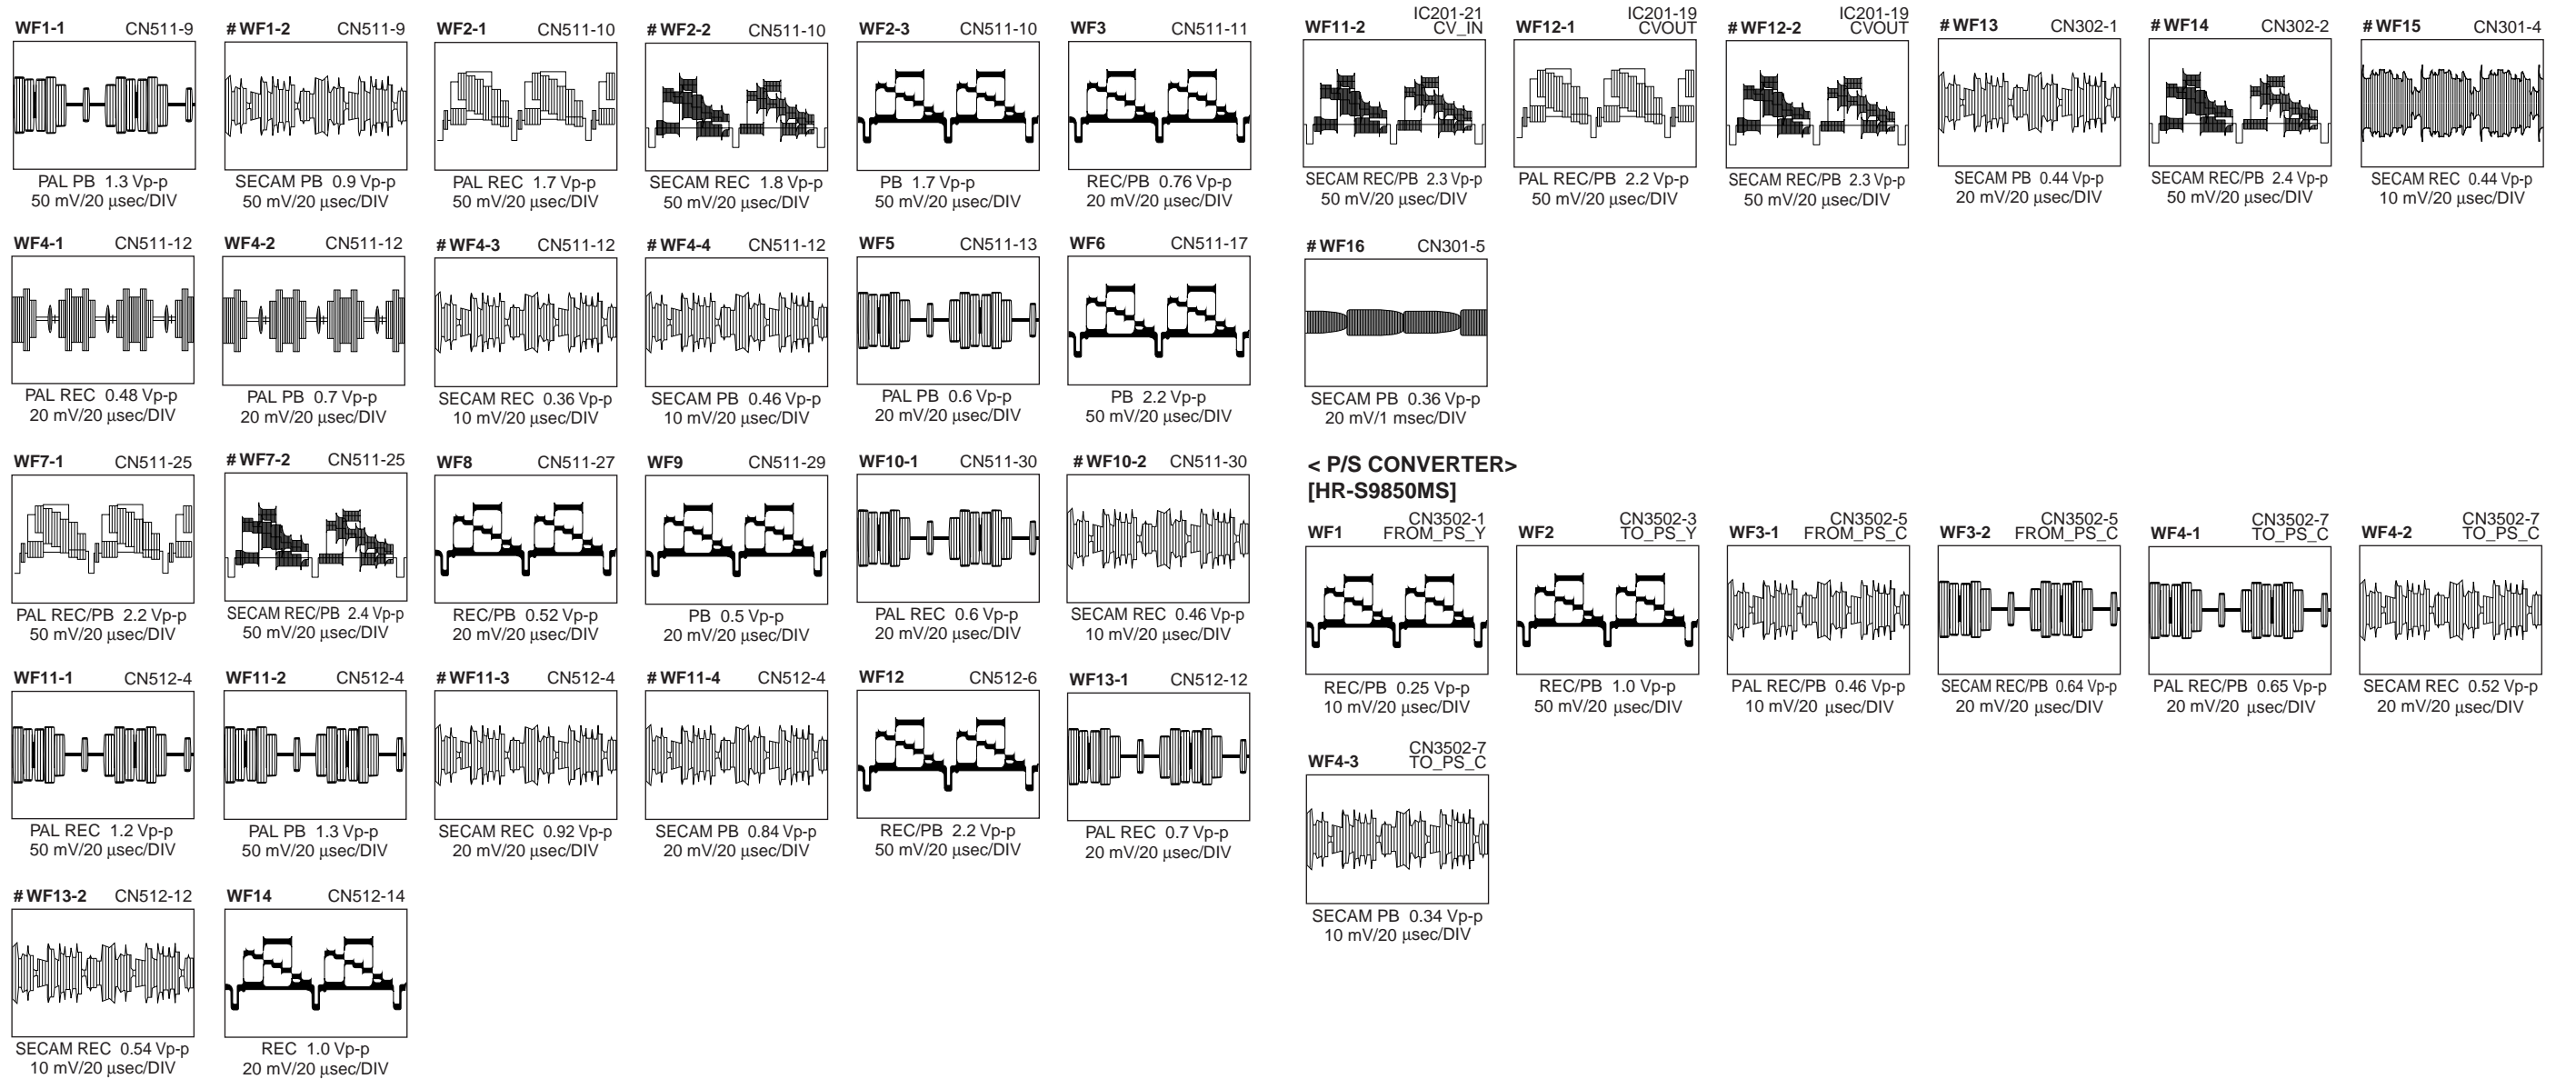 WF1-1 CN511-9
PAL PB 1.3 Vp-p
50 mV/20 μsec/DIV
# WF1-2 CN511-9
SECAM PB 0.9 Vp-p
50 mV/20 μsec/DIV
WF2-1 CN511-10
PAL REC 1.7 Vp-p
50 mV/20 μsec/DIV
# WF2-2 CN511-10
SECAM REC 1.8 Vp-p
50 mV/20 μsec/DIV
WF2-3 CN511-10
PB 1.7 Vp-p
50 mV/20 μsec/DIV
WF3 CN511-11
REC/PB 0.76 Vp-p
20 mV/20 μsec/DIV
WF4-1 CN511-12
PAL REC 0.48 Vp-p
20 mV/20 μsec/DIV
WF4-2 CN511-12
PAL PB 0.7 Vp-p
20 mV/20 μsec/DIV
# WF4-3 CN511-12
SECAM REC 0.36 Vp-p
10 mV/20 μsec/DIV
# WF4-4 CN511-12
SECAM PB 0.46 Vp-p
10 mV/20 μsec/DIV
WF5 CN511-13
PAL PB 0.6 Vp-p
20 mV/20 μsec/DIV
WF6 CN511-17
PB 2.2 Vp-p
50 mV/20 μsec/DIV
WF7-1 CN511-25
PAL REC/PB 2.2 Vp-p
50 mV/20 μsec/DIV
# WF7-2 CN511-25
SECAM REC/PB 2.4 Vp-p
50 mV/20 μsec/DIV
WF8 CN511-27
REC/PB 0.52 Vp-p
20 mV/20 μsec/DIV
WF9 CN511-29
PB 0.5 Vp-p
20 mV/20 μsec/DIV
WF10-1 CN511-30
PAL REC 0.6 Vp-p
20 mV/20 μsec/DIV
# WF10-2 CN511-30
SECAM REC 0.46 Vp-p
10 mV/20 μsec/DIV
WF11-1 CN512-4
PAL REC 1.2 Vp-p
50 mV/20 μsec/DIV
WF11-2 CN512-4
PAL PB 1.3 Vp-p
50 mV/20 μsec/DIV
# WF11-3 CN512-4
SECAM REC 0.92 Vp-p
20 mV/20 μsec/DIV
# WF11-4 CN512-4
SECAM PB 0.84 Vp-p
20 mV/20 μsec/DIV
WF12 CN512-6
REC/PB 2.2 Vp-p
50 mV/20 μsec/DIV
WF13-1 CN512-12
PAL REC 0.7 Vp-p
20 mV/20 μsec/DIV
# WF13-2 CN512-12
SECAM REC 0.54 Vp-p
10 mV/20 μsec/DIV
WF14 CN512-14
REC 1.0 Vp-p
20 mV/20 μsec/DIV
IC201-21
WF11-2 CV_IN
SECAM REC/PB 2.3 Vp-p
50 mV/20 μsec/DIV
IC201-19
WF12-1 CVOUT
PAL REC/PB 2.2 Vp-p
50 mV/20 μsec/DIV
IC201-19
# WF12-2 CVOUT
SECAM REC/PB 2.3 Vp-p
50 mV/20 μsec/DIV
# WF13 CN302-1
SECAM PB 0.44 Vp-p
20 mV/20 μsec/DIV
# WF14 CN302-2
SECAM REC/PB 2.4 Vp-p
50 mV/20 μsec/DIV
# WF15 CN301-4
SECAM REC 0.44 Vp-p
10 mV/20 μsec/DIV
# WF16 CN301-5
SECAM PB 0.36 Vp-p
20 mV/1 msec/DIV
< P/S CONVERTER>
[HR-S9850MS]
CN3502-1
WF1 FROM_PS_Y
REC/PB 0.25 Vp-p
10 mV/20 μsec/DIV
CN3502-3
WF2 TO_PS_Y
REC/PB 1.0 Vp-p
50 mV/20 μsec/DIV
CN3502-5
WF3-1 FROM_PS_C
PAL REC/PB 0.46 Vp-p
10 mV/20 μsec/DIV
CN3502-5
WF3-2 FROM_PS_C
SECAM REC/PB 0.64 Vp-p
20 mV/20 μsec/DIV
CN3502-7
WF4-1 TO_PS_C
PAL REC/PB 0.65 Vp-p
20 mV/20 μsec/DIV
CN3502-7
WF4-2 TO_PS_C
SECAM REC 0.52 Vp-p
20 mV/20 μsec/DIV
CN3502-7
WF4-3 TO_PS_C
SECAM PB 0.34 Vp-p
10 mV/20 μsec/DIV